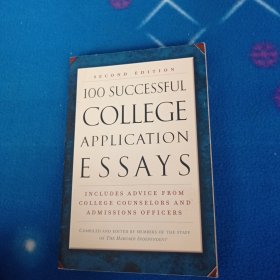 SECOND EDITION
100 SUCCESSFUL
COLLEGE
APPLICATION
ESSAYS
INCLUDES ADVICE FROM
COLLEGE COUNSELORS AND
ADMISSIONS OFFICERS
COMPILED AND EDITED BY MEMBERS OF THE STAFF
OF THE HARVARD INDEPENDENT